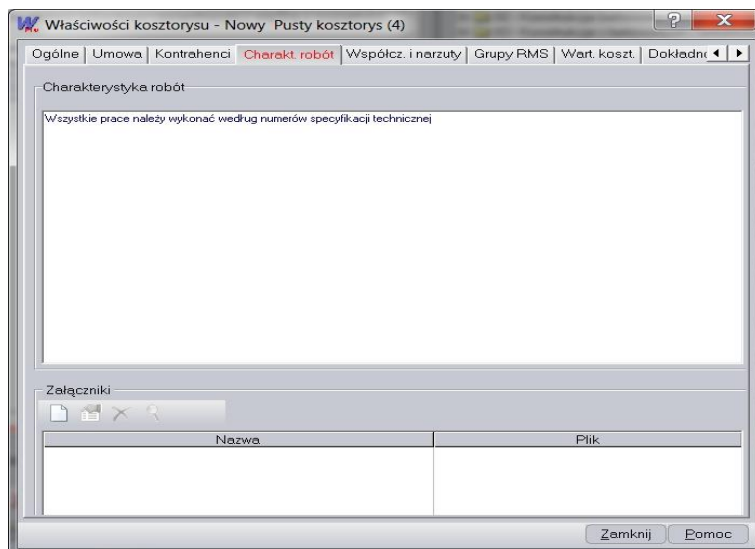 Właściwości kosztorysu - Nowy Pusty kosztorys (4)
Ogólne Umowa Kontrahenci Charakt. robót Współcz. i narzuty Grupy RMS Wart. koszt. Dokładno
Charakterystyka robót
Wszystkie prace należy wykonać według numerów specyfikacji technicznej
Załączniki
Nazwa Plik
Zamknij Pomoc